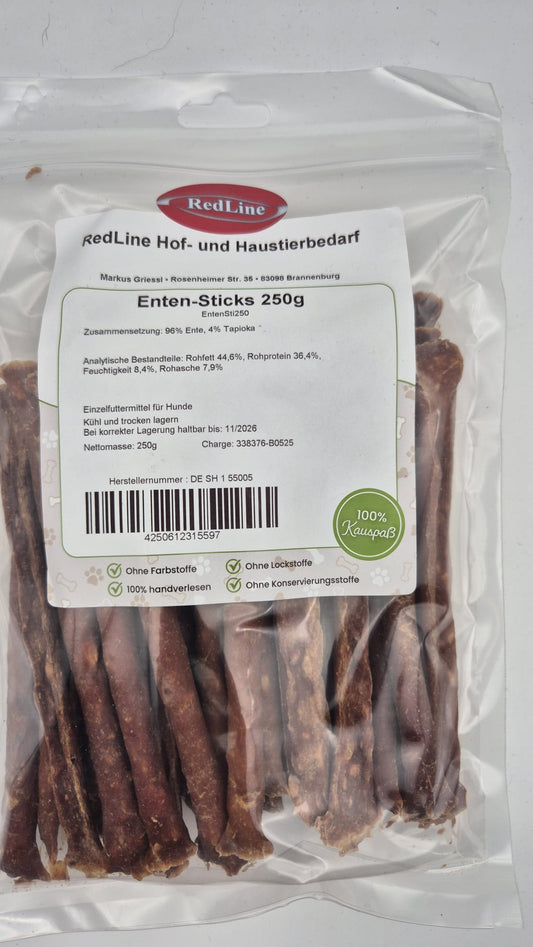 RedLine
RedLine Hof- und Haustierbedarf
Markus Griessl • Rosenheimer Str. 36 • 83098 Brannenburg
Enten-Sticks 250g
EntenSti250
Zusammensetzung: 96% Ente, 4% Tapioka
Analytische Bestandteile: Rohfett 44,6%, Rohprotein 36,4%,
Feuchtigkeit 8,4%, Rohasche 7,9%
Einzelfuttermittel für Hunde
Kühl und trocken lagern
Bei korrekter Lagerung haltbar bis: 11/2026
Nettomasse: 250g Charge: 338376-B0525
Herstellernummer : DE SH 1 55005
4250612315597
100%
Kauspaß
Ohne Farbstoffe Ohne Lockstoffe
100% handverlesen Ohne Konservierungsstoffe